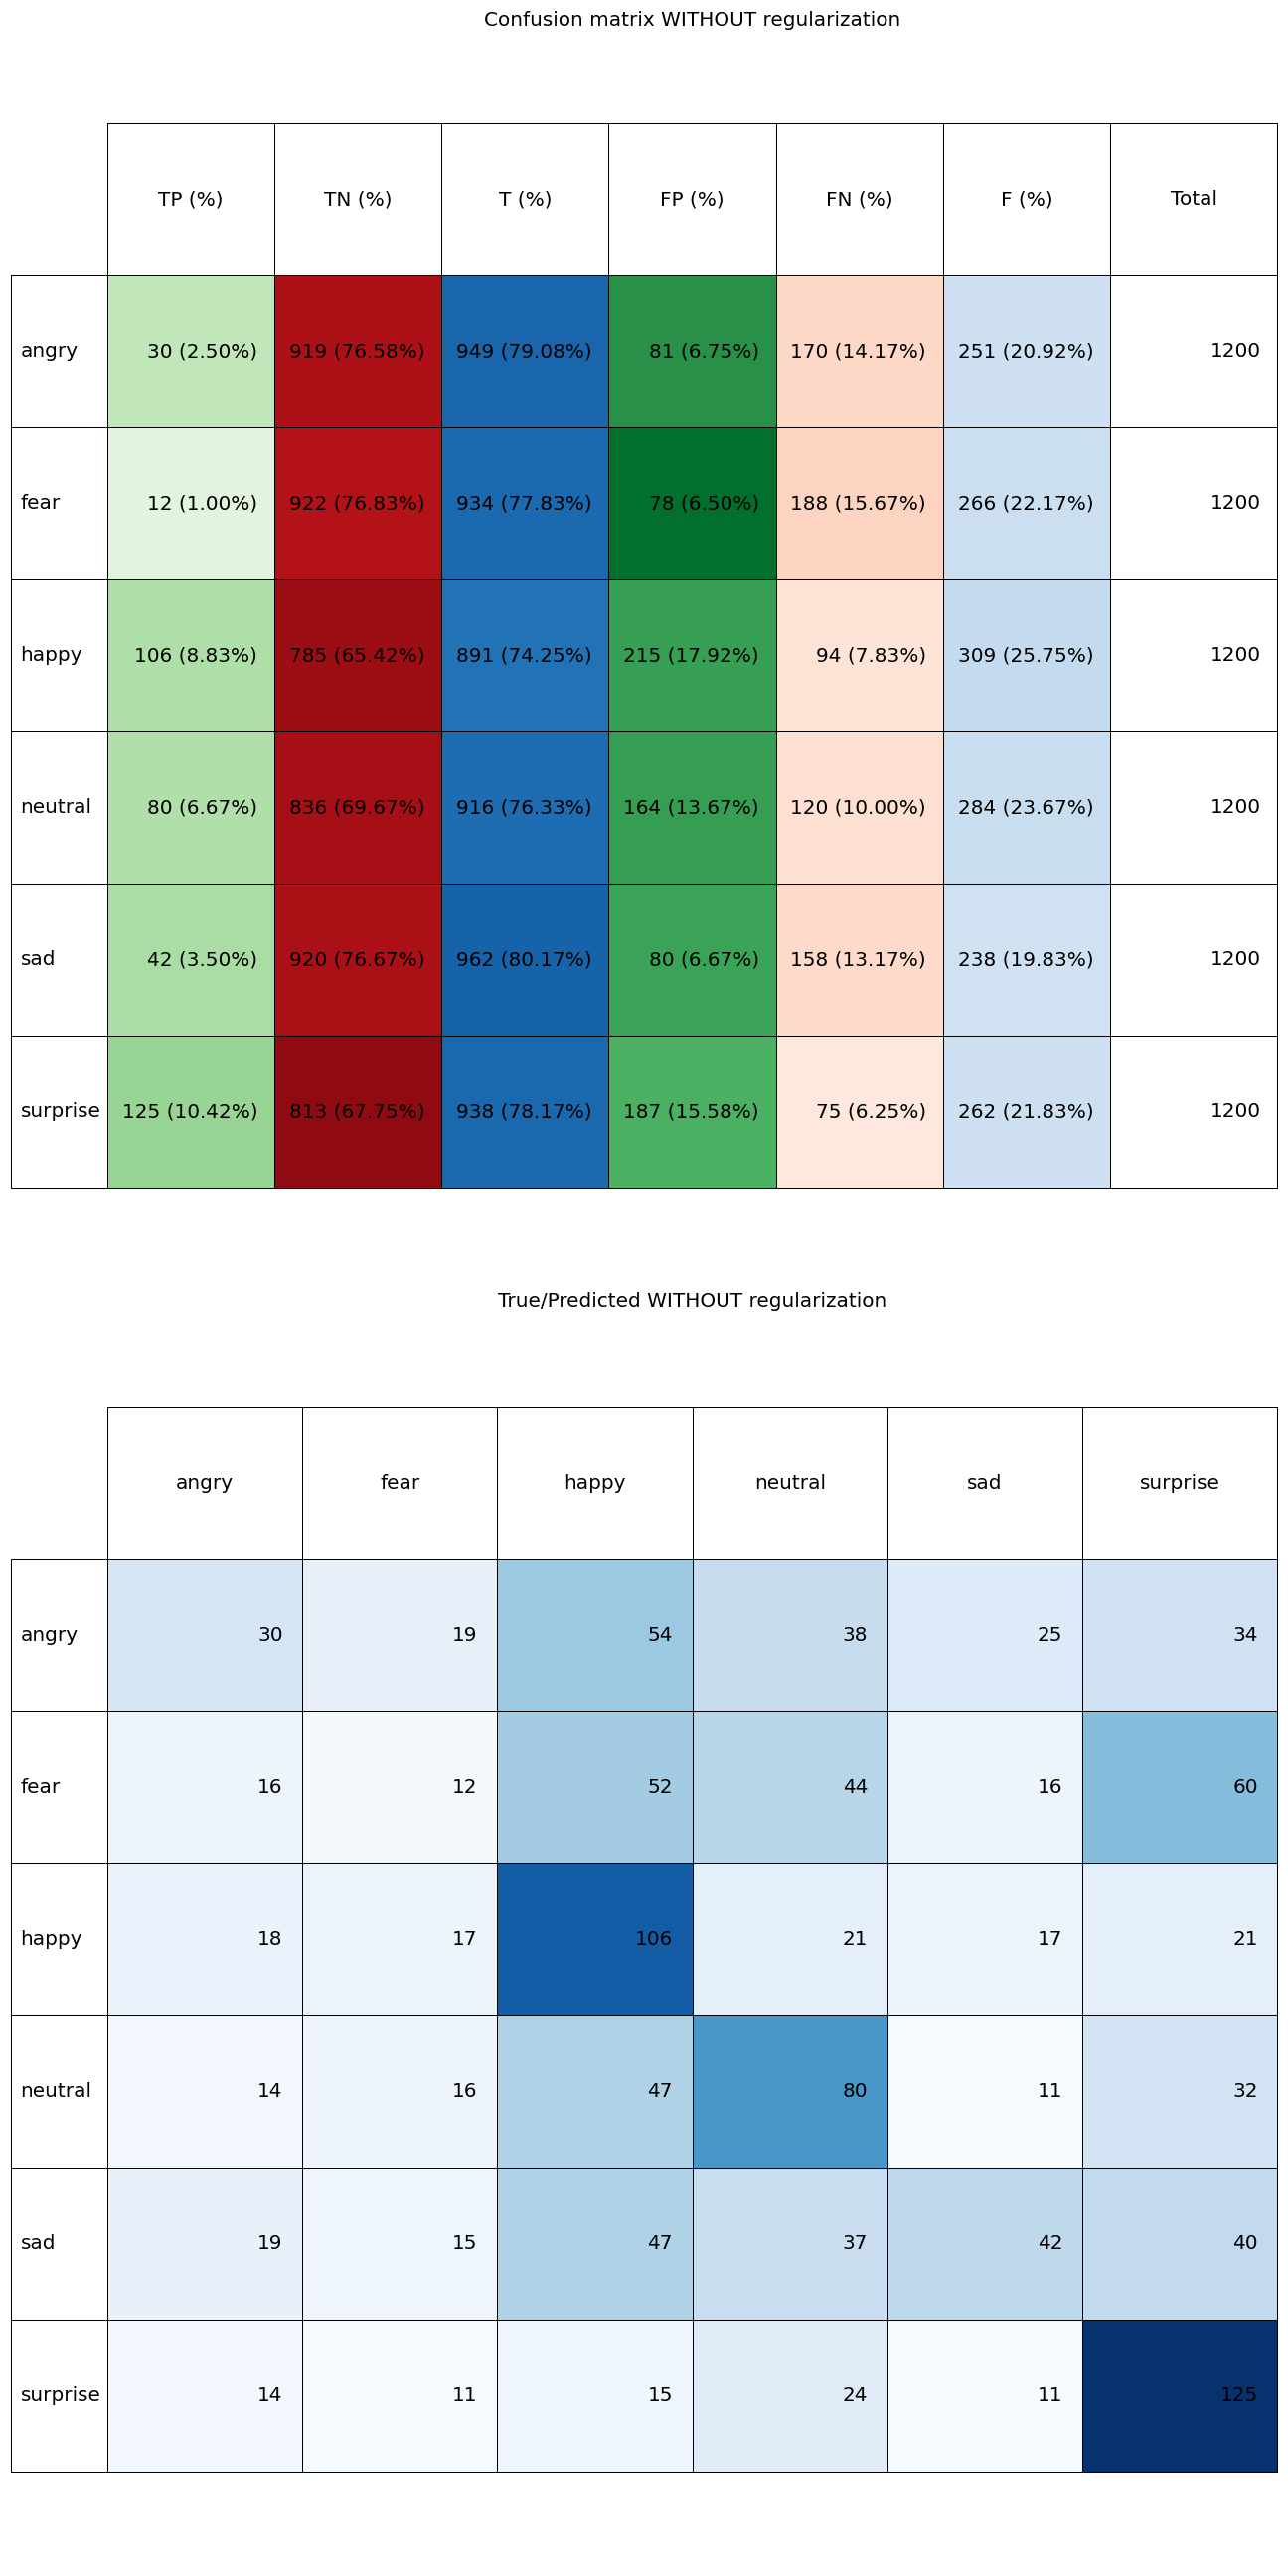 Confusion matrix WITHOUT regularization
TP (%) TN (%) T (%) FP (%) FN (%) F (%) Total
angry 30 (2.50%) 919 (76.58%) 949 (79.08%) 81 (6.75%) 170 (14.17%) 251 (20.92%) 1200
fear 12 (1.00%) 922 (76.83%) 934 (77.83%) 78 (6.50%) 188 (15.67%) 266 (22.17%) 1200
happy 106 (8.83%) 785 (65.42%) 891 (74.25%) 215 (17.92%) 94 (7.83%) 309 (25.75%) 1200
neutral 80 (6.67%) 836 (69.67%) 916 (76.33%) 164 (13.67%) 120 (10.00%) 284 (23.67%) 1200
sad 42 (3.50%) 920 (76.67%) 962 (80.17%) 80 (6.67%) 158 (13.17%) 238 (19.83%) 1200
surprise 125 (10.42%) 813 (67.75%) 938 (78.17%) 187 (15.58%) 75 (6.25%) 262 (21.83%) 1200
True/Predicted WITHOUT regularization
angry fear happy neutral sad surprise
angry 30 19 54 38 25 34
fear 16 12 52 44 16 60
happy 18 17 106 21 17 21
neutral 14 16 47 80 11 32
sad 19 15 47 37 42 40
surprise 14 11 15 24 11 125